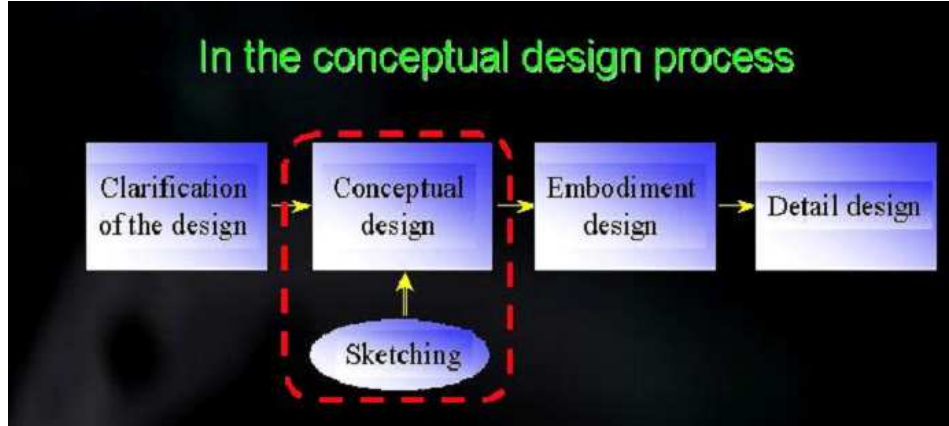 In the conceptual design process
Clarification
of the design
Conceptual
design
Embodiment
design
Detail design
Sketching